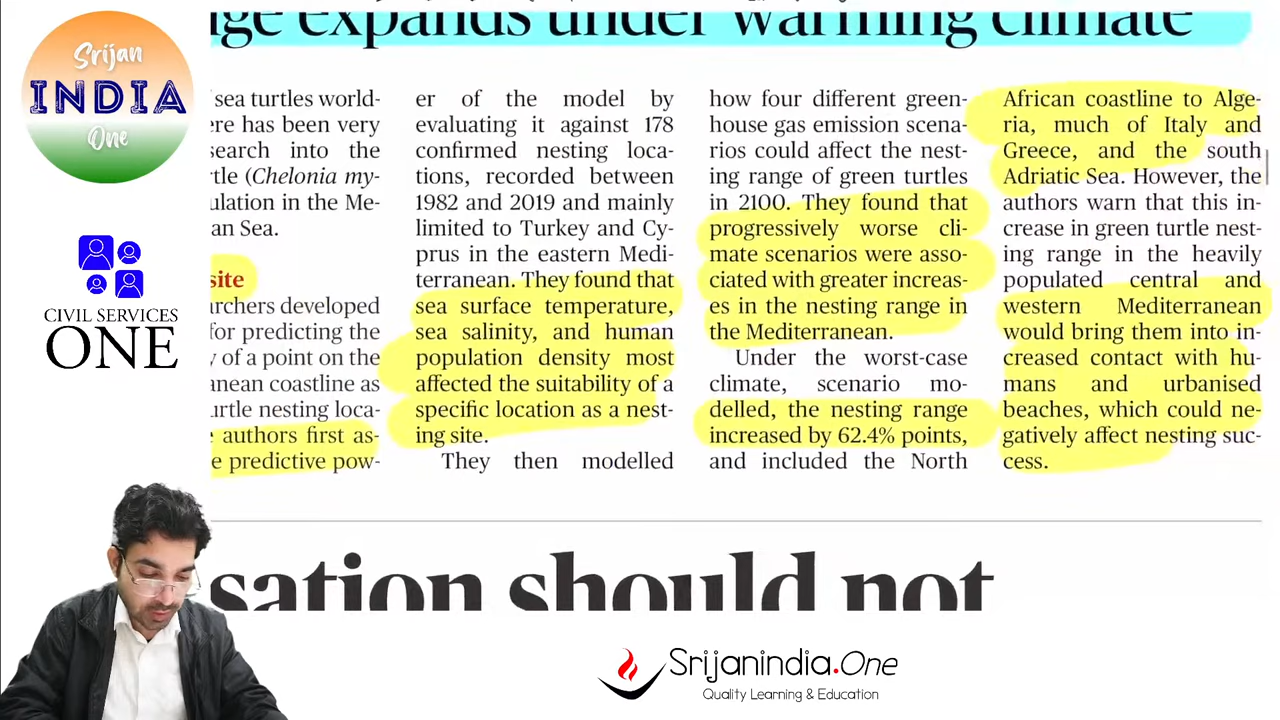 nge expands under warming climate
Srijan
INDIA
One
CIVIL SERVICES
ONE
sea turtles world-
ere has been very
search into the
rtle (Chelonia my-
ulation in the Me-
an Sea.
site
archers developed
for predicting the
y of a point on the
anean coastline as
urtle nesting loca-
e authors first as-
e predictive pow-
er of the model by
evaluating it against 178
confirmed nesting loca-
tions, recorded between
1982 and 2019 and mainly
limited to Turkey and Cy-
prus in the eastern Medi-
terranean. They found that
sea surface temperature,
sea salinity, and human
population density most
affected the suitability of a
specific location as a nest-
ing site.
They then modelled
how four different green-
house gas emission scena-
rios could affect the nest-
ing range of green turtles
in 2100. They found that
progressively worse cli-
mate scenarios were asso-
ciated with greater increas-
es in the nesting range in
the Mediterranean.
Under the worst-case
climate, scenario mo-
delled, the nesting range
increased by 62.4% points,
and included the North
African coastline to Alge-
ria, much of Italy and
Greece, and the south
Adriatic Sea. However, the
authors warn that this in-
crease in green turtle nest-
ing range in the heavily
populated central and
western Mediterranean
would bring them into in-
creased contact with hu-
mans and urbanised
beaches, which could ne-
gatively affect nesting suc-
cess.
sation should not
Srijanindia.One
Quality Learning & Education